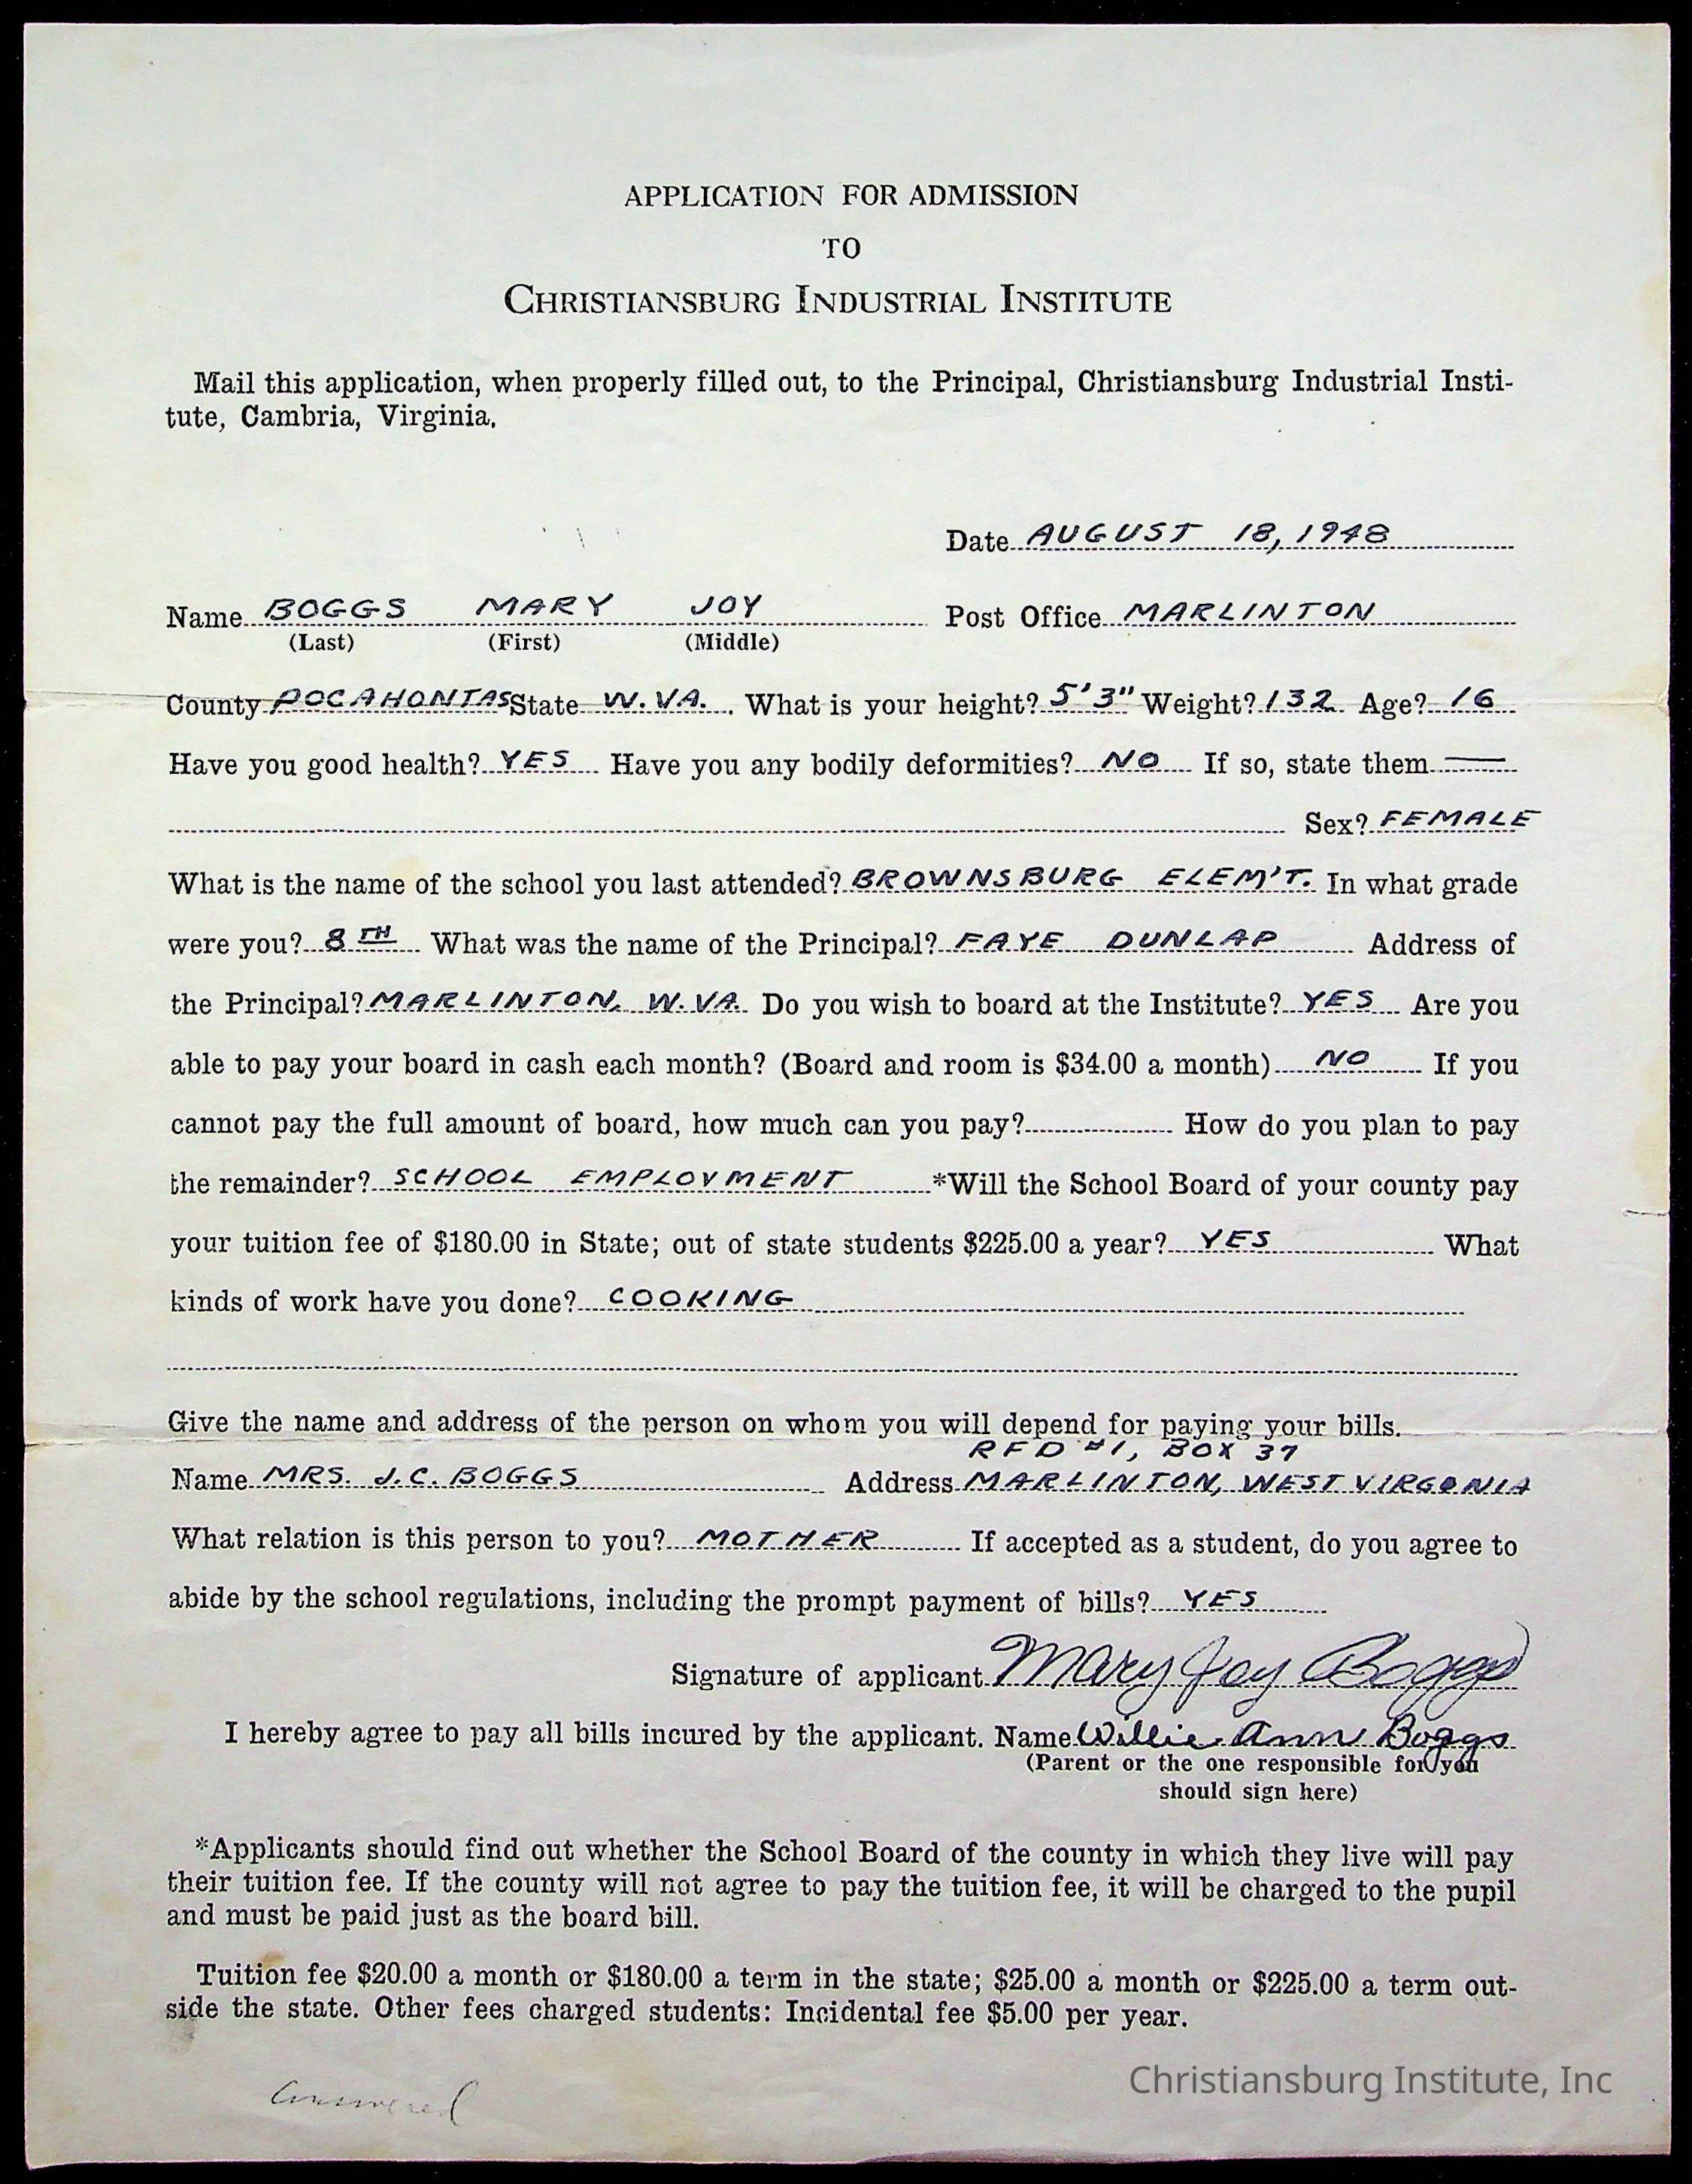 APPLICATION FOR ADMISSION
TO
CHRISTIANSBURG INDUSTRIAL INSTITUTE
Mail this application, when properly filled out, to the Principal, Christiansburg Industrial Insti-
tute, Cambria, Virginia.
Date AUGUST 18, 1948
Name BOGGS MARY JOY Post Office MARLINTON
(Last) (First) (Middle)
County POCAHONTAS State W.VA. What is your height? 5'3" Weight? 132 Age? 16
Have you good health? YES Have you any bodily deformities? NO If so, state them —
Sex? FEMALE
What is the name of the school you last attended? BROWNSBURG ELEM'T. In what grade
were you? 8TH What was the name of the Principal? FAYE DUNLAP Address of
the Principal? MARLINTON, W.VA. Do you wish to board at the Institute? YES Are you
able to pay your board in cash each month? (Board and room is $34.00 a month) NO If you
cannot pay the full amount of board, how much can you pay? How do you plan to pay
the remainder? SCHOOL EMPLOYMENT *Will the School Board of your county pay
your tuition fee of $180.00 in State; out of state students $225.00 a year? YES What
kinds of work have you done? COOKING
Give the name and address of the person on whom you will depend for paying your bills.
RFD #1, BOX 37
Name MRS. J.C. BOGGS Address MARLINTON, WEST VIRGINIA
What relation is this person to you? MOTHER If accepted as a student, do you agree to
abide by the school regulations, including the prompt payment of bills? YES
Signature of applicant Mary Joy Boggs
I hereby agree to pay all bills incured by the applicant. Name Willie Ann Boggs
(Parent or the one responsible for you
should sign here)
*Applicants should find out whether the School Board of the county in which they live will pay
their tuition fee. If the county will not agree to pay the tuition fee, it will be charged to the pupil
and must be paid just as the board bill.
Tuition fee $20.00 a month or $180.00 a term in the state; $25.00 a month or $225.00 a term out-
side the state. Other fees charged students: Incidental fee $5.00 per year.
Christiansburg Institute, Inc
Answered